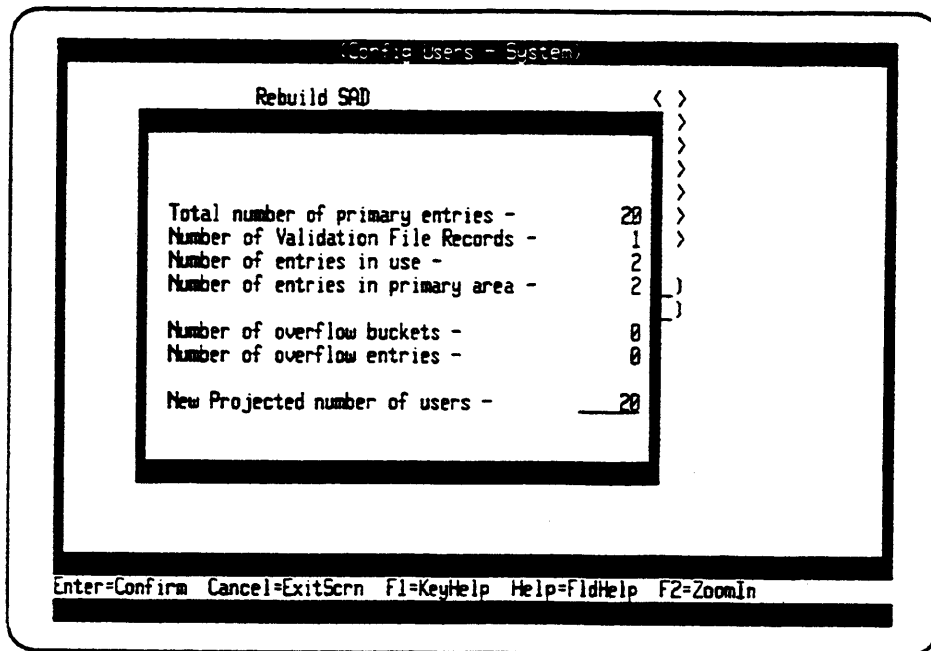 (Config Users - System)
Rebuild SAD < >
>
>
>
>
Total number of primary entries - 20 >
Number of Validation File Records - 1 >
Number of entries in use - 2
Number of entries in primary area - 2 _]
_]
Number of overflow buckets - 0
Number of overflow entries - 0
New Projected number of users - 20
Enter=Confirm Cancel=ExitScrn F1=KeyHelp Help=FldHelp F2=ZoomIn